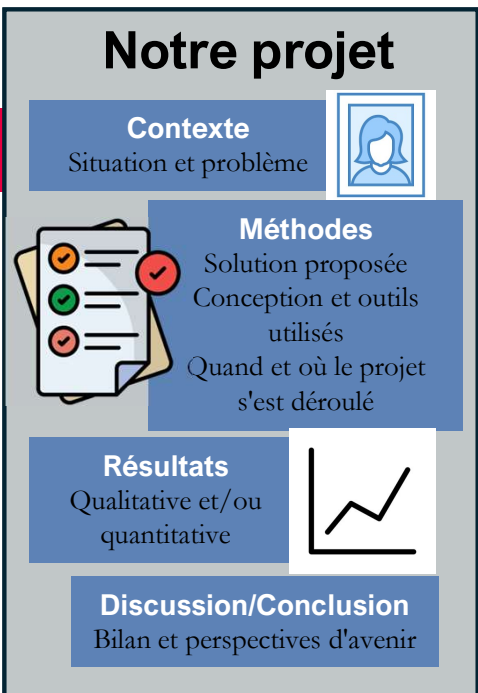 Notre projet
Contexte
Situation et problème
Méthodes
Solution proposée
Conception et outils
utilisés
Quand et où le projet
s'est déroulé
Résultats
Qualitative et/ou
quantitative
Discussion/Conclusion
Bilan et perspectives d'avenir